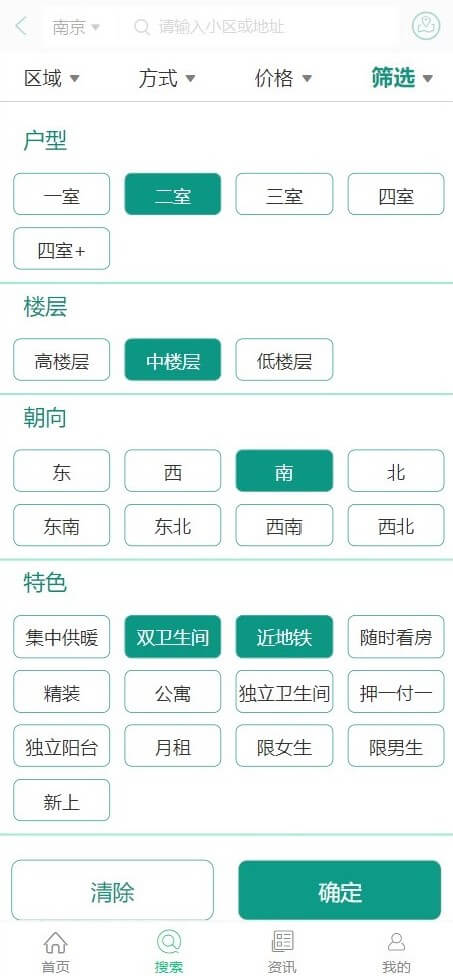 南京 请输入小区或地址
区域 方式 价格 筛选
户型
一室 二室 三室 四室
四室+
楼层
高楼层 中楼层 低楼层
朝向
东 西 南 北
东南 东北 西南 西北
特色
集中供暖 双卫生间 近地铁 随时看房
精装 公寓 独立卫生间 押一付一
独立阳台 月租 限女生 限男生
新上
清除 确定
首页 搜索 资讯 我的